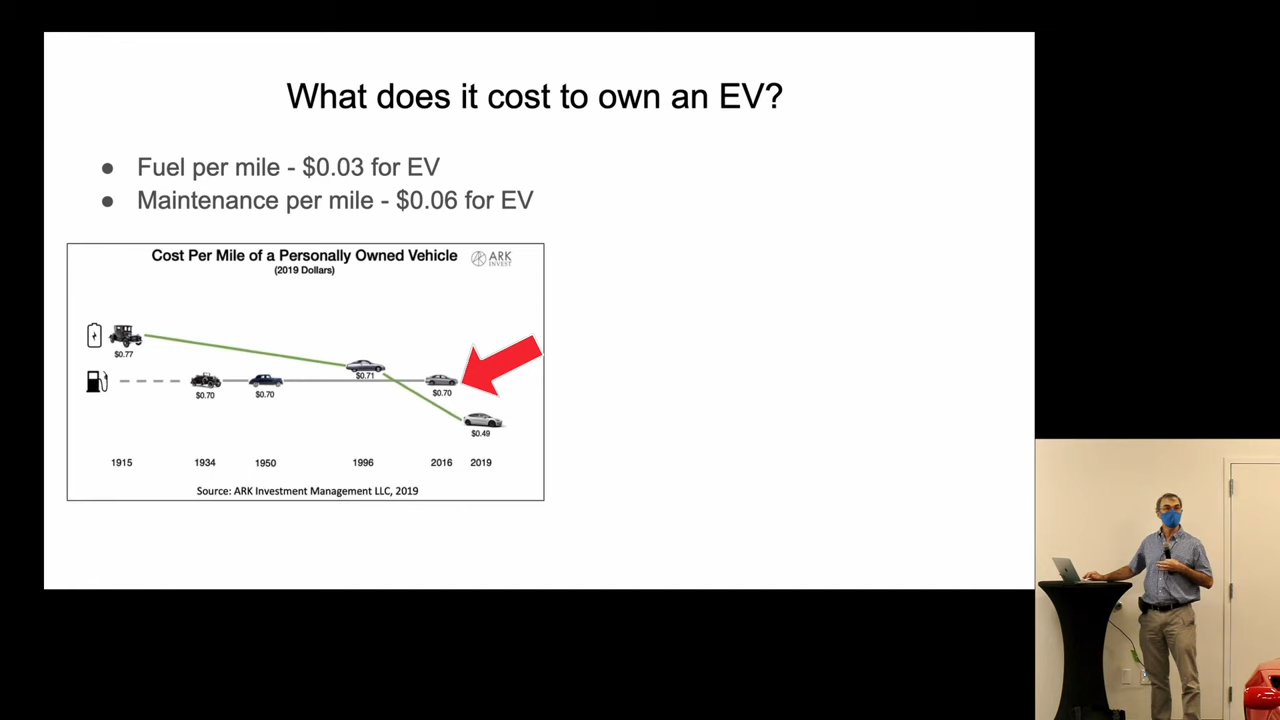 What does it cost to own an EV?
● Fuel per mile - $0.03 for EV
● Maintenance per mile - $0.06 for EV
Cost Per Mile of a Personally Owned Vehicle
(2019 Dollars)
ARK
INVEST
$0.77
$0.71
$0.70
$0.70
$0.70
$0.49
1915 1934 1950 1996 2016 2019
Source: ARK Investment Management LLC, 2019